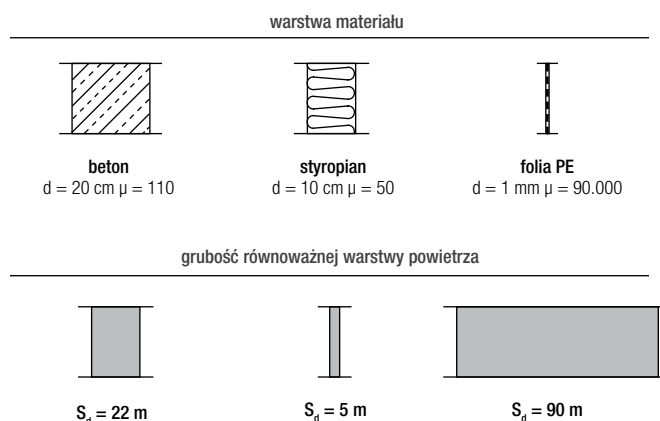 warstwa materiału
beton
d = 20 cm μ = 110
styropian
d = 10 cm μ = 50
folia PE
d = 1 mm μ = 90.000
grubość równoważnej warstwy powietrza
Sd = 22 m
Sd = 5 m
Sd = 90 m